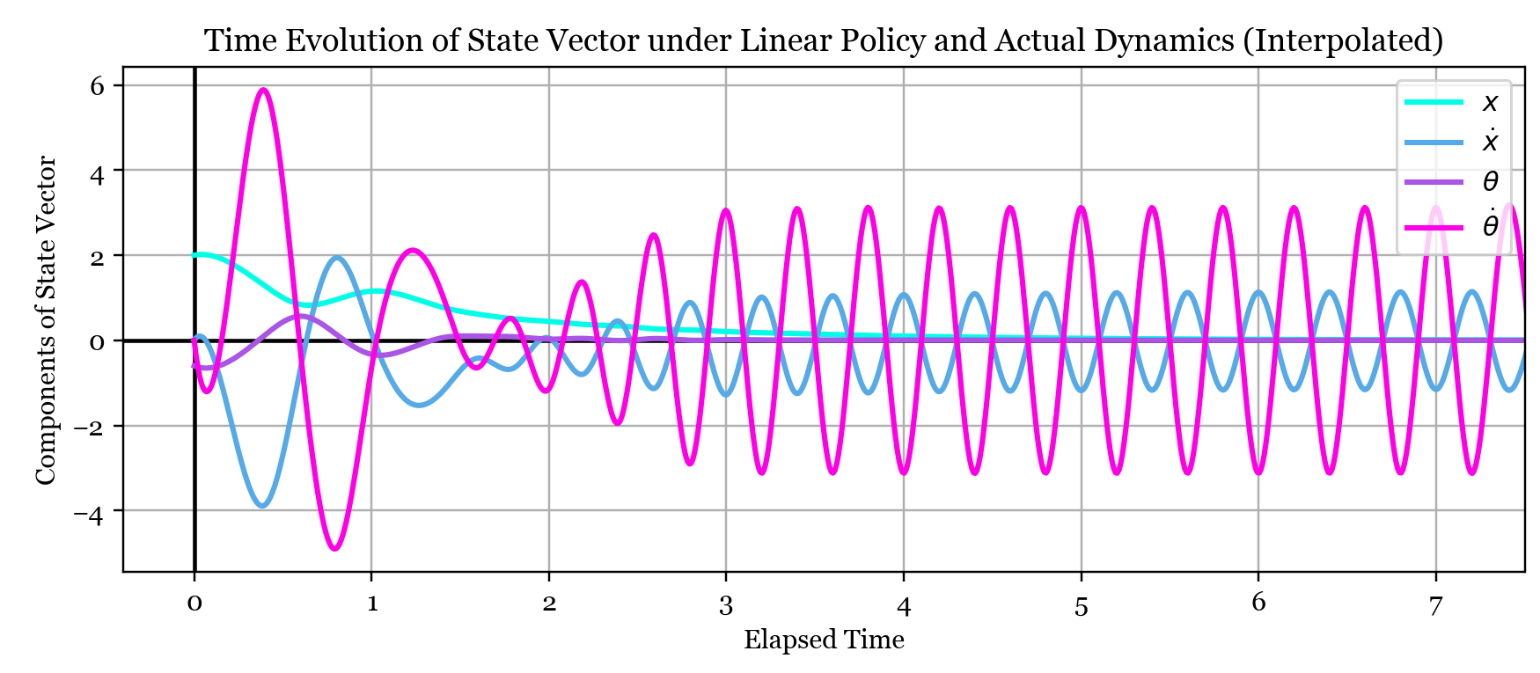 Time Evolution of State Vector under Linear Policy and Actual Dynamics (Interpolated)
Components of State Vector
6
4
2
0
−2
−4
x
ẋ
θ
θ̇
0 1 2 3 4 5 6 7
Elapsed Time